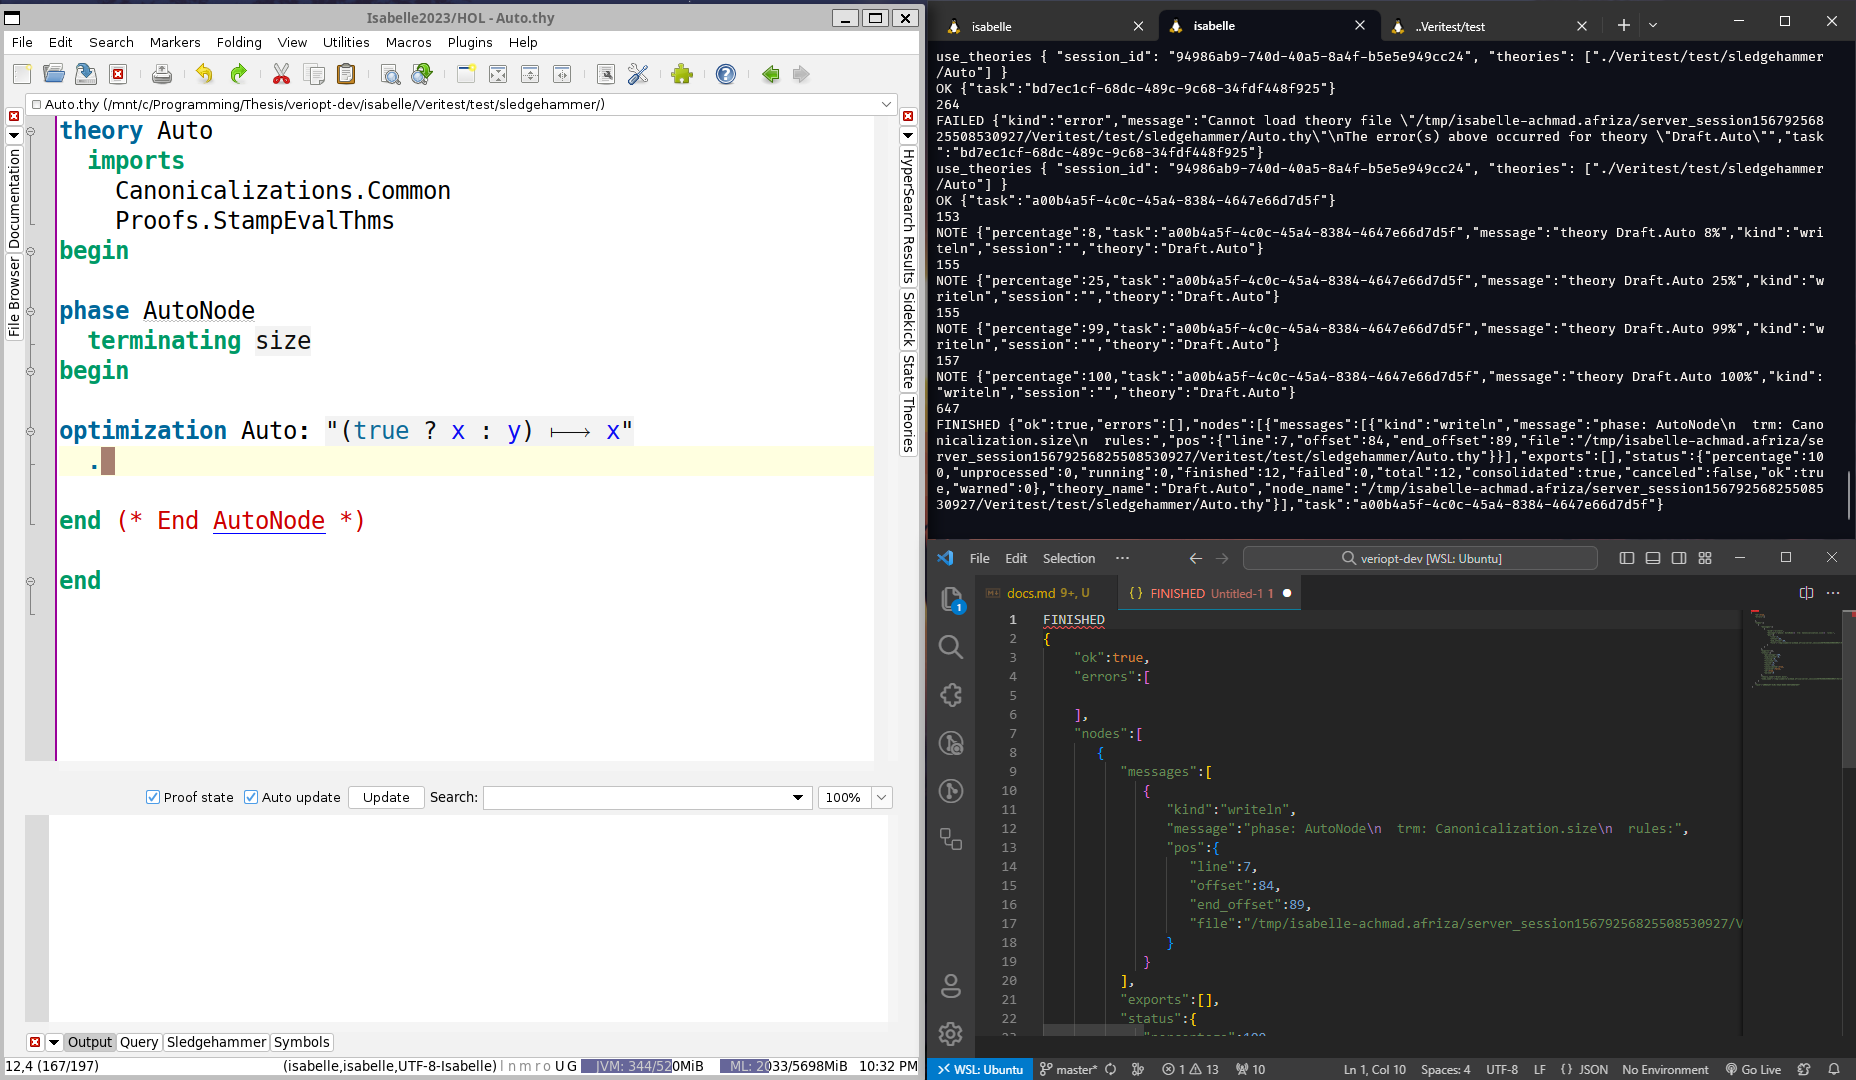 Isabelle2023/HOL - Auto.thy
File Edit Search Markers Folding View Utilities Macros Plugins Help
Auto.thy (/mnt/c/Programming/Thesis/veriopt-dev/isabelle/Veritest/test/sledgehammer/)
Documentation
File Browser
theory Auto
imports
Canonicalizations.Common
Proofs.StampEvalThms
begin
phase AutoNode
terminating size
begin
optimization Auto: "(true ? x : y) ⟼ x"
.
end (* End AutoNode *)
end
HyperSearch Results
Sidekick
State
Theories
Proof state Auto update Update Search: 100%
Output Query Sledgehammer Symbols
12,4 (167/197) (isabelle,isabelle,UTF-8-Isabelle) l n m r o U G JVM: 344/520MiB ML: 2033/5698MiB 10:32 PM
isabelle isabelle ..Veritest/test
use_theories { "session_id": "94986ab9-740d-40a5-8a4f-b5e5e949cc24", "theories": ["./Veritest/test/sledgehammer
/Auto"] }
OK {"task":"bd7ec1cf-68dc-489c-9c68-34fdf448f925"}
264
FAILED {"kind":"error","message":"Cannot load theory file \"/tmp/isabelle-achmad.afriza/server_session156792568
25508530927/Veritest/test/sledgehammer/Auto.thy\"\nThe error(s) above occurred for theory \"Draft.Auto\"","task
":"bd7ec1cf-68dc-489c-9c68-34fdf448f925"}
use_theories { "session_id": "94986ab9-740d-40a5-8a4f-b5e5e949cc24", "theories": ["./Veritest/test/sledgehammer
/Auto"] }
OK {"task":"a00b4a5f-4c0c-45a4-8384-4647e66d7d5f"}
153
NOTE {"percentage":8,"task":"a00b4a5f-4c0c-45a4-8384-4647e66d7d5f","message":"theory Draft.Auto 8%","kind":"wri
teln","session":"","theory":"Draft.Auto"}
155
NOTE {"percentage":25,"task":"a00b4a5f-4c0c-45a4-8384-4647e66d7d5f","message":"theory Draft.Auto 25%","kind":"w
riteln","session":"","theory":"Draft.Auto"}
155
NOTE {"percentage":99,"task":"a00b4a5f-4c0c-45a4-8384-4647e66d7d5f","message":"theory Draft.Auto 99%","kind":"w
riteln","session":"","theory":"Draft.Auto"}
157
NOTE {"percentage":100,"task":"a00b4a5f-4c0c-45a4-8384-4647e66d7d5f","message":"theory Draft.Auto 100%","kind":
"writeln","session":"","theory":"Draft.Auto"}
647
FINISHED {"ok":true,"errors":[],"nodes":[{"messages":[{"kind":"writeln","message":"phase: AutoNode\n  trm: Cano
nicalization.size\n  rules:","pos":{"line":7,"offset":84,"end_offset":89,"file":"/tmp/isabelle-achmad.afriza/se
rver_session15679256825508530927/Veritest/test/sledgehammer/Auto.thy"}}],"exports":[],"status":{"percentage":10
0,"unprocessed":0,"running":0,"finished":12,"failed":0,"total":12,"consolidated":true,"canceled":false,"ok":tru
e,"warned":0},"theory_name":"Draft.Auto","node_name":"/tmp/isabelle-achmad.afriza/server_session156792568255085
30927/Veritest/test/sledgehammer/Auto.thy"}],"task":"a00b4a5f-4c0c-45a4-8384-4647e66d7d5f"}
File Edit Selection ··· veriopt-dev [WSL: Ubuntu]
docs.md 9+, U {} FINISHED Untitled-1 1
1
1 FINISHED
2 {
3 "ok":true,
4 "errors":[
5
6 ],
7 "nodes":[
8 {
9 "messages":[
10 {
11 "kind":"writeln",
12 "message":"phase: AutoNode\n  trm: Canonicalization.size\n  rules:",
13 "pos":{
14 "line":7,
15 "offset":84,
16 "end_offset":89,
17 "file":"/tmp/isabelle-achmad.afriza/server_session15679256825508530927/V
18 }
19 }
20 ],
21 "exports":[],
22 "status":{
23 "percentage":100
WSL: Ubuntu master* 1 13 10 Ln 1, Col 10 Spaces: 4 UTF-8 LF {} JSON No Environment Go Live